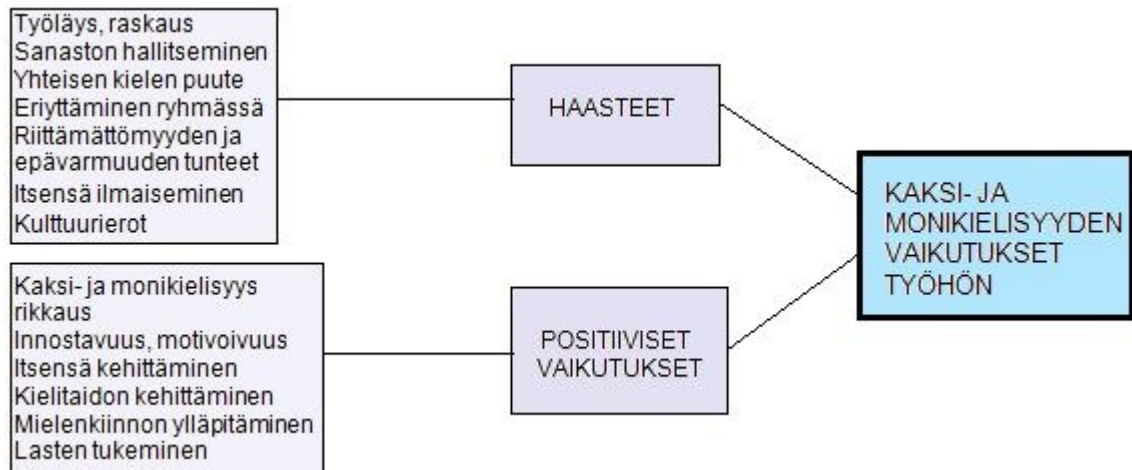 Työläys, raskaus
Sanaston hallitseminen
Yhteisen kielen puute
Eriyttäminen ryhmässä
Riittämättömyyden ja
epävarmuuden tunteet
Itsensä ilmaiseminen
Kulttuurierot
HAASTEET
Kaksi- ja monikielisyys
rikkaus
Innostavuus, motivoivuus
Itsensä kehittäminen
Kielitaidon kehittäminen
Mielenkiinnon ylläpitäminen
Lasten tukeminen
POSITIIVISET
VAIKUTUKSET
KAKSI- JA
MONIKIELISYYDEN
VAIKUTUKSET
TYÖHÖN